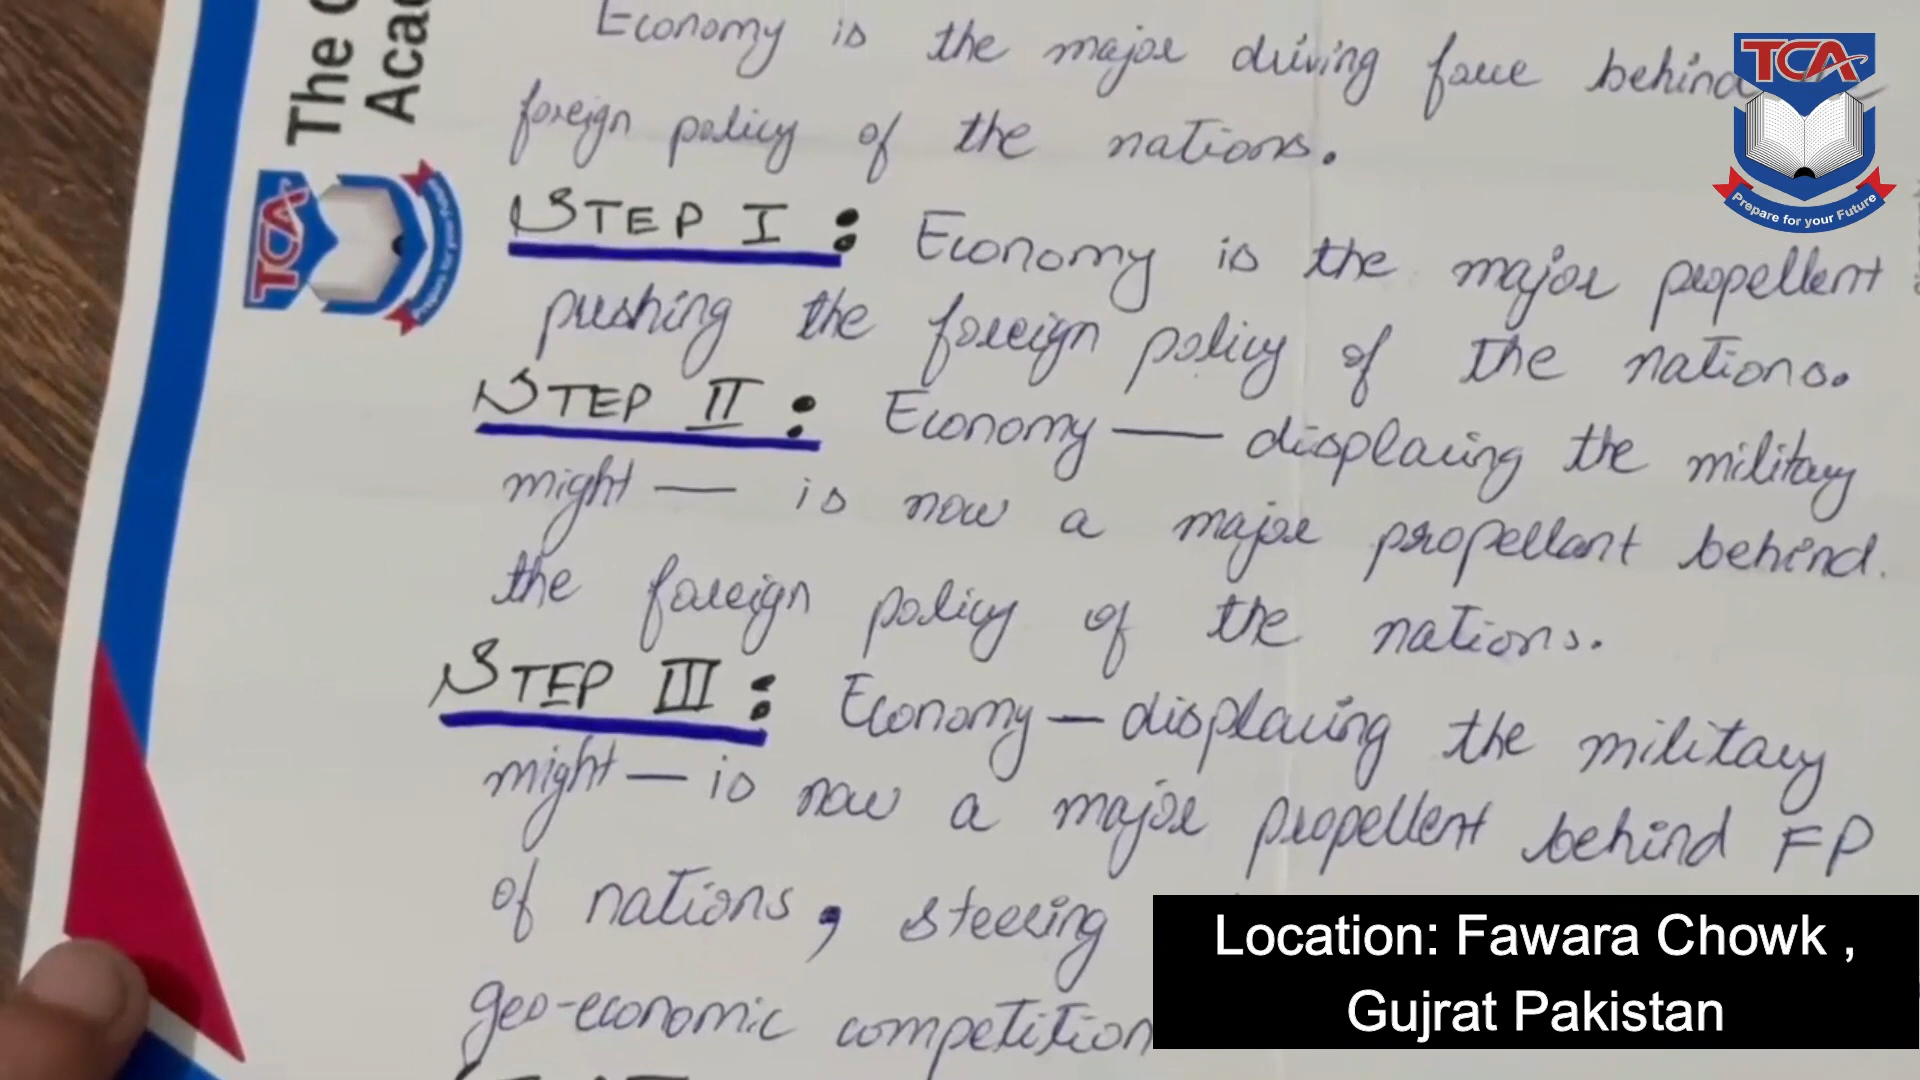 The
Aca
TCA
Economy is the major driving force behind
foreign policy of the nations.
STEP I : Economy is the major propellent
pushing the foreign policy of the nations.
STEP II : Economy — displacing the military
might — is now a major propellant behind.
the foreign policy of the nations.
STEP III : Economy — displacing the military
might — is now a major propellent behind FP
of nations, steering
geo-economic competition
TCA
Prepare for your Future
Location: Fawara Chowk ,
Gujrat Pakistan